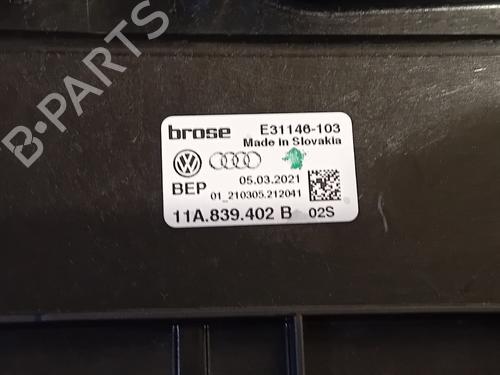 B-PARTS
brose E31146-103
Made in Slovakia
BEP 05.03.2021
01_210305.212041
11A.839.402 B 02S